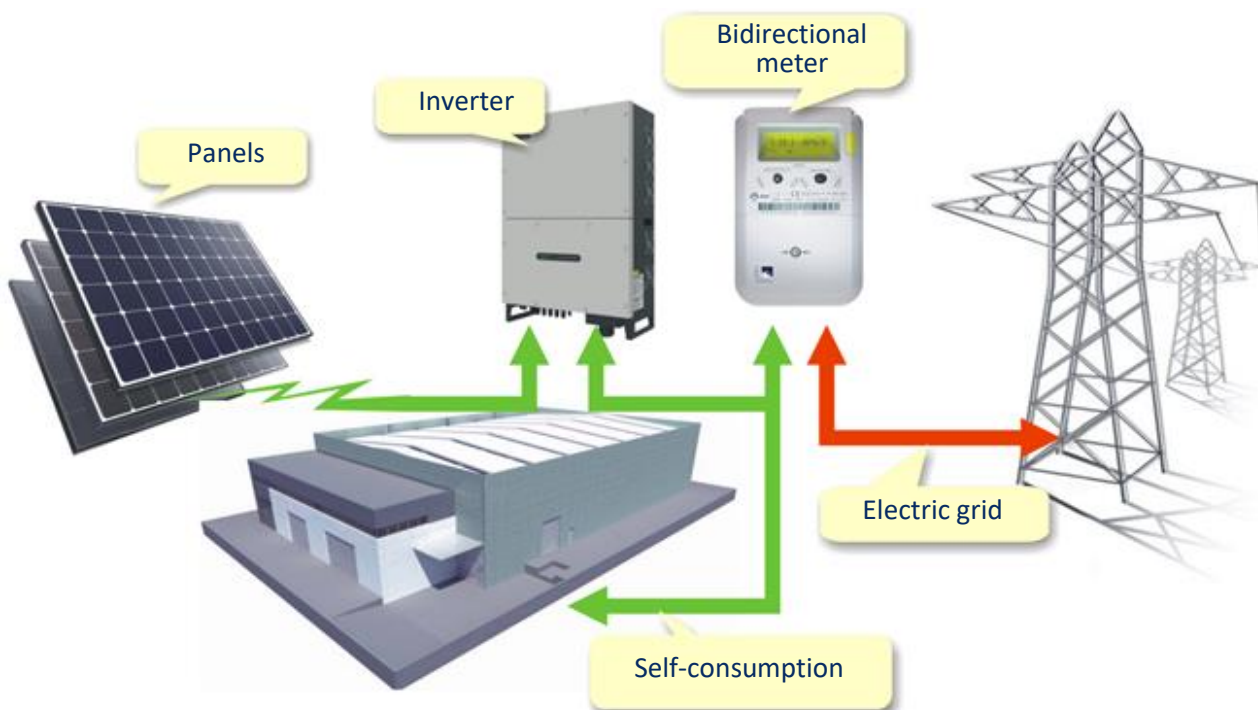 Bidirectional
meter
Inverter
Panels
Electric grid
Self-consumption